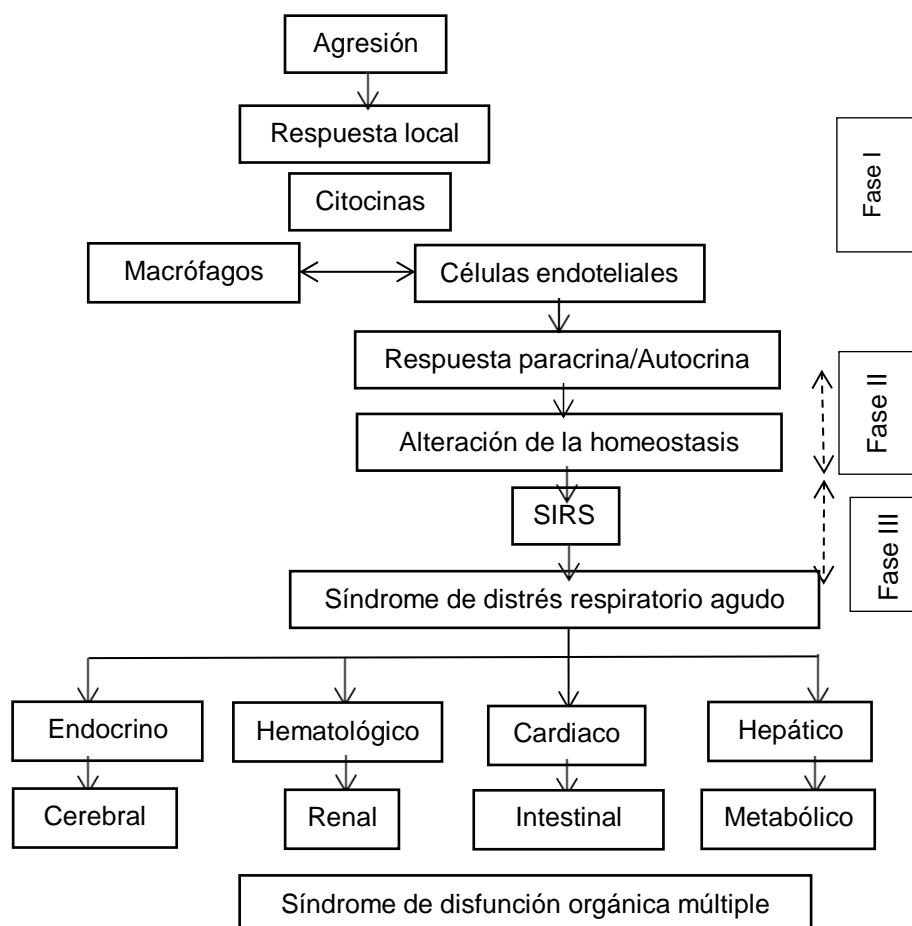 Agresión
Respuesta local
Citocinas
Macrófagos
Células endoteliales
Respuesta paracrina/Autocrina
Alteración de la homeostasis
SIRS
Síndrome de distrés respiratorio agudo
Endocrino
Hematológico
Cardiaco
Hepático
Cerebral
Renal
Intestinal
Metabólico
Síndrome de disfunción orgánica múltiple
Fase I
Fase II
Fase III